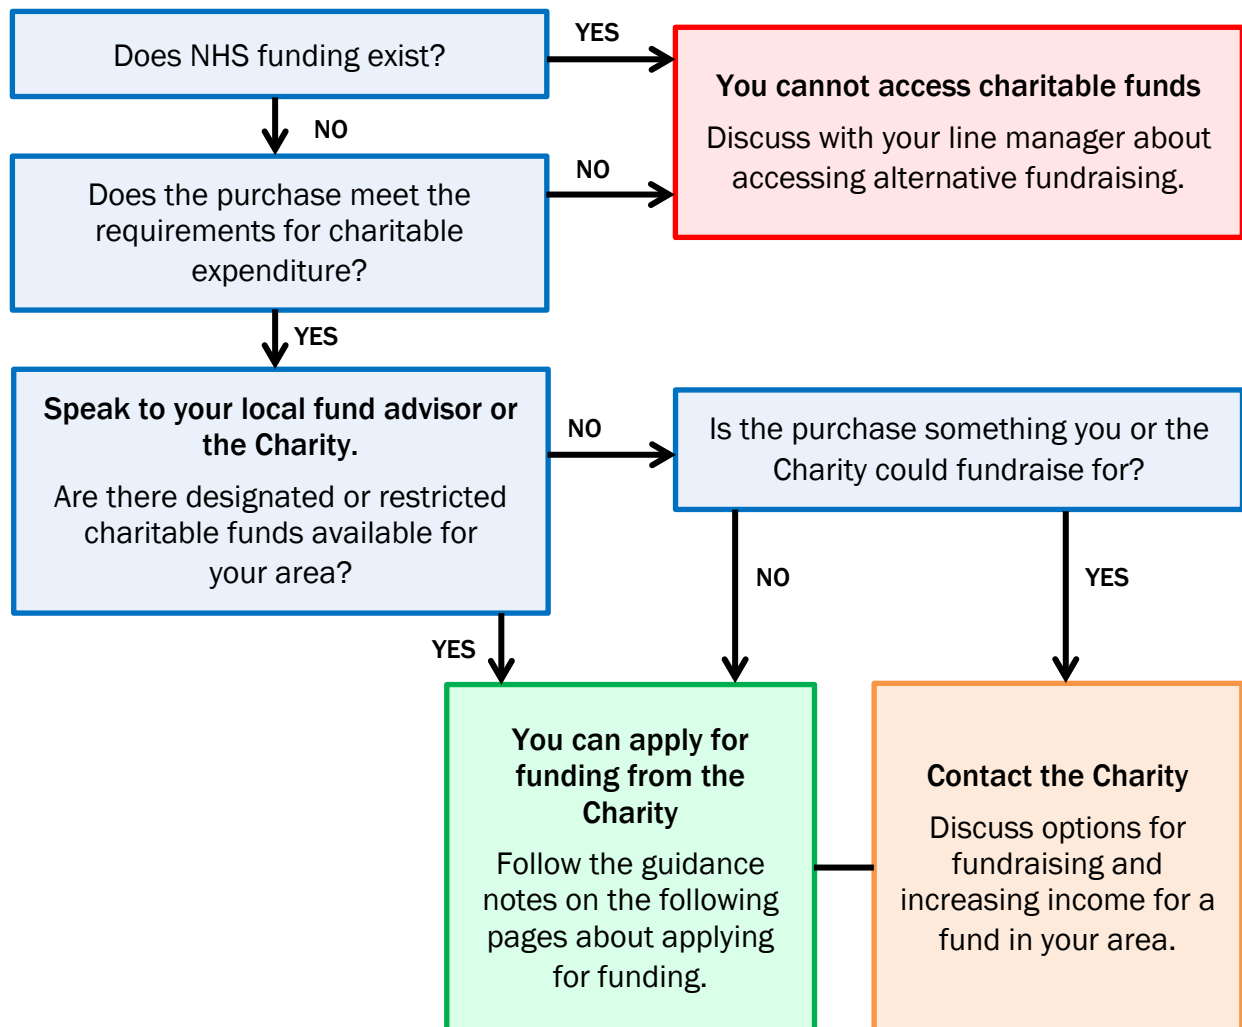 Does NHS funding exist?
YES
You cannot access charitable funds
Discuss with your line manager about
accessing alternative fundraising.
NO
Does the purchase meet the
requirements for charitable
expenditure?
NO
YES
Speak to your local fund advisor or
the Charity.
Are there designated or restricted
charitable funds available for
your area?
NO
Is the purchase something you or the
Charity could fundraise for?
NO
YES
YES
You can apply for
funding from the
Charity
Follow the guidance
notes on the following
pages about applying
for funding.
Contact the Charity
Discuss options for
fundraising and
increasing income for a
fund in your area.